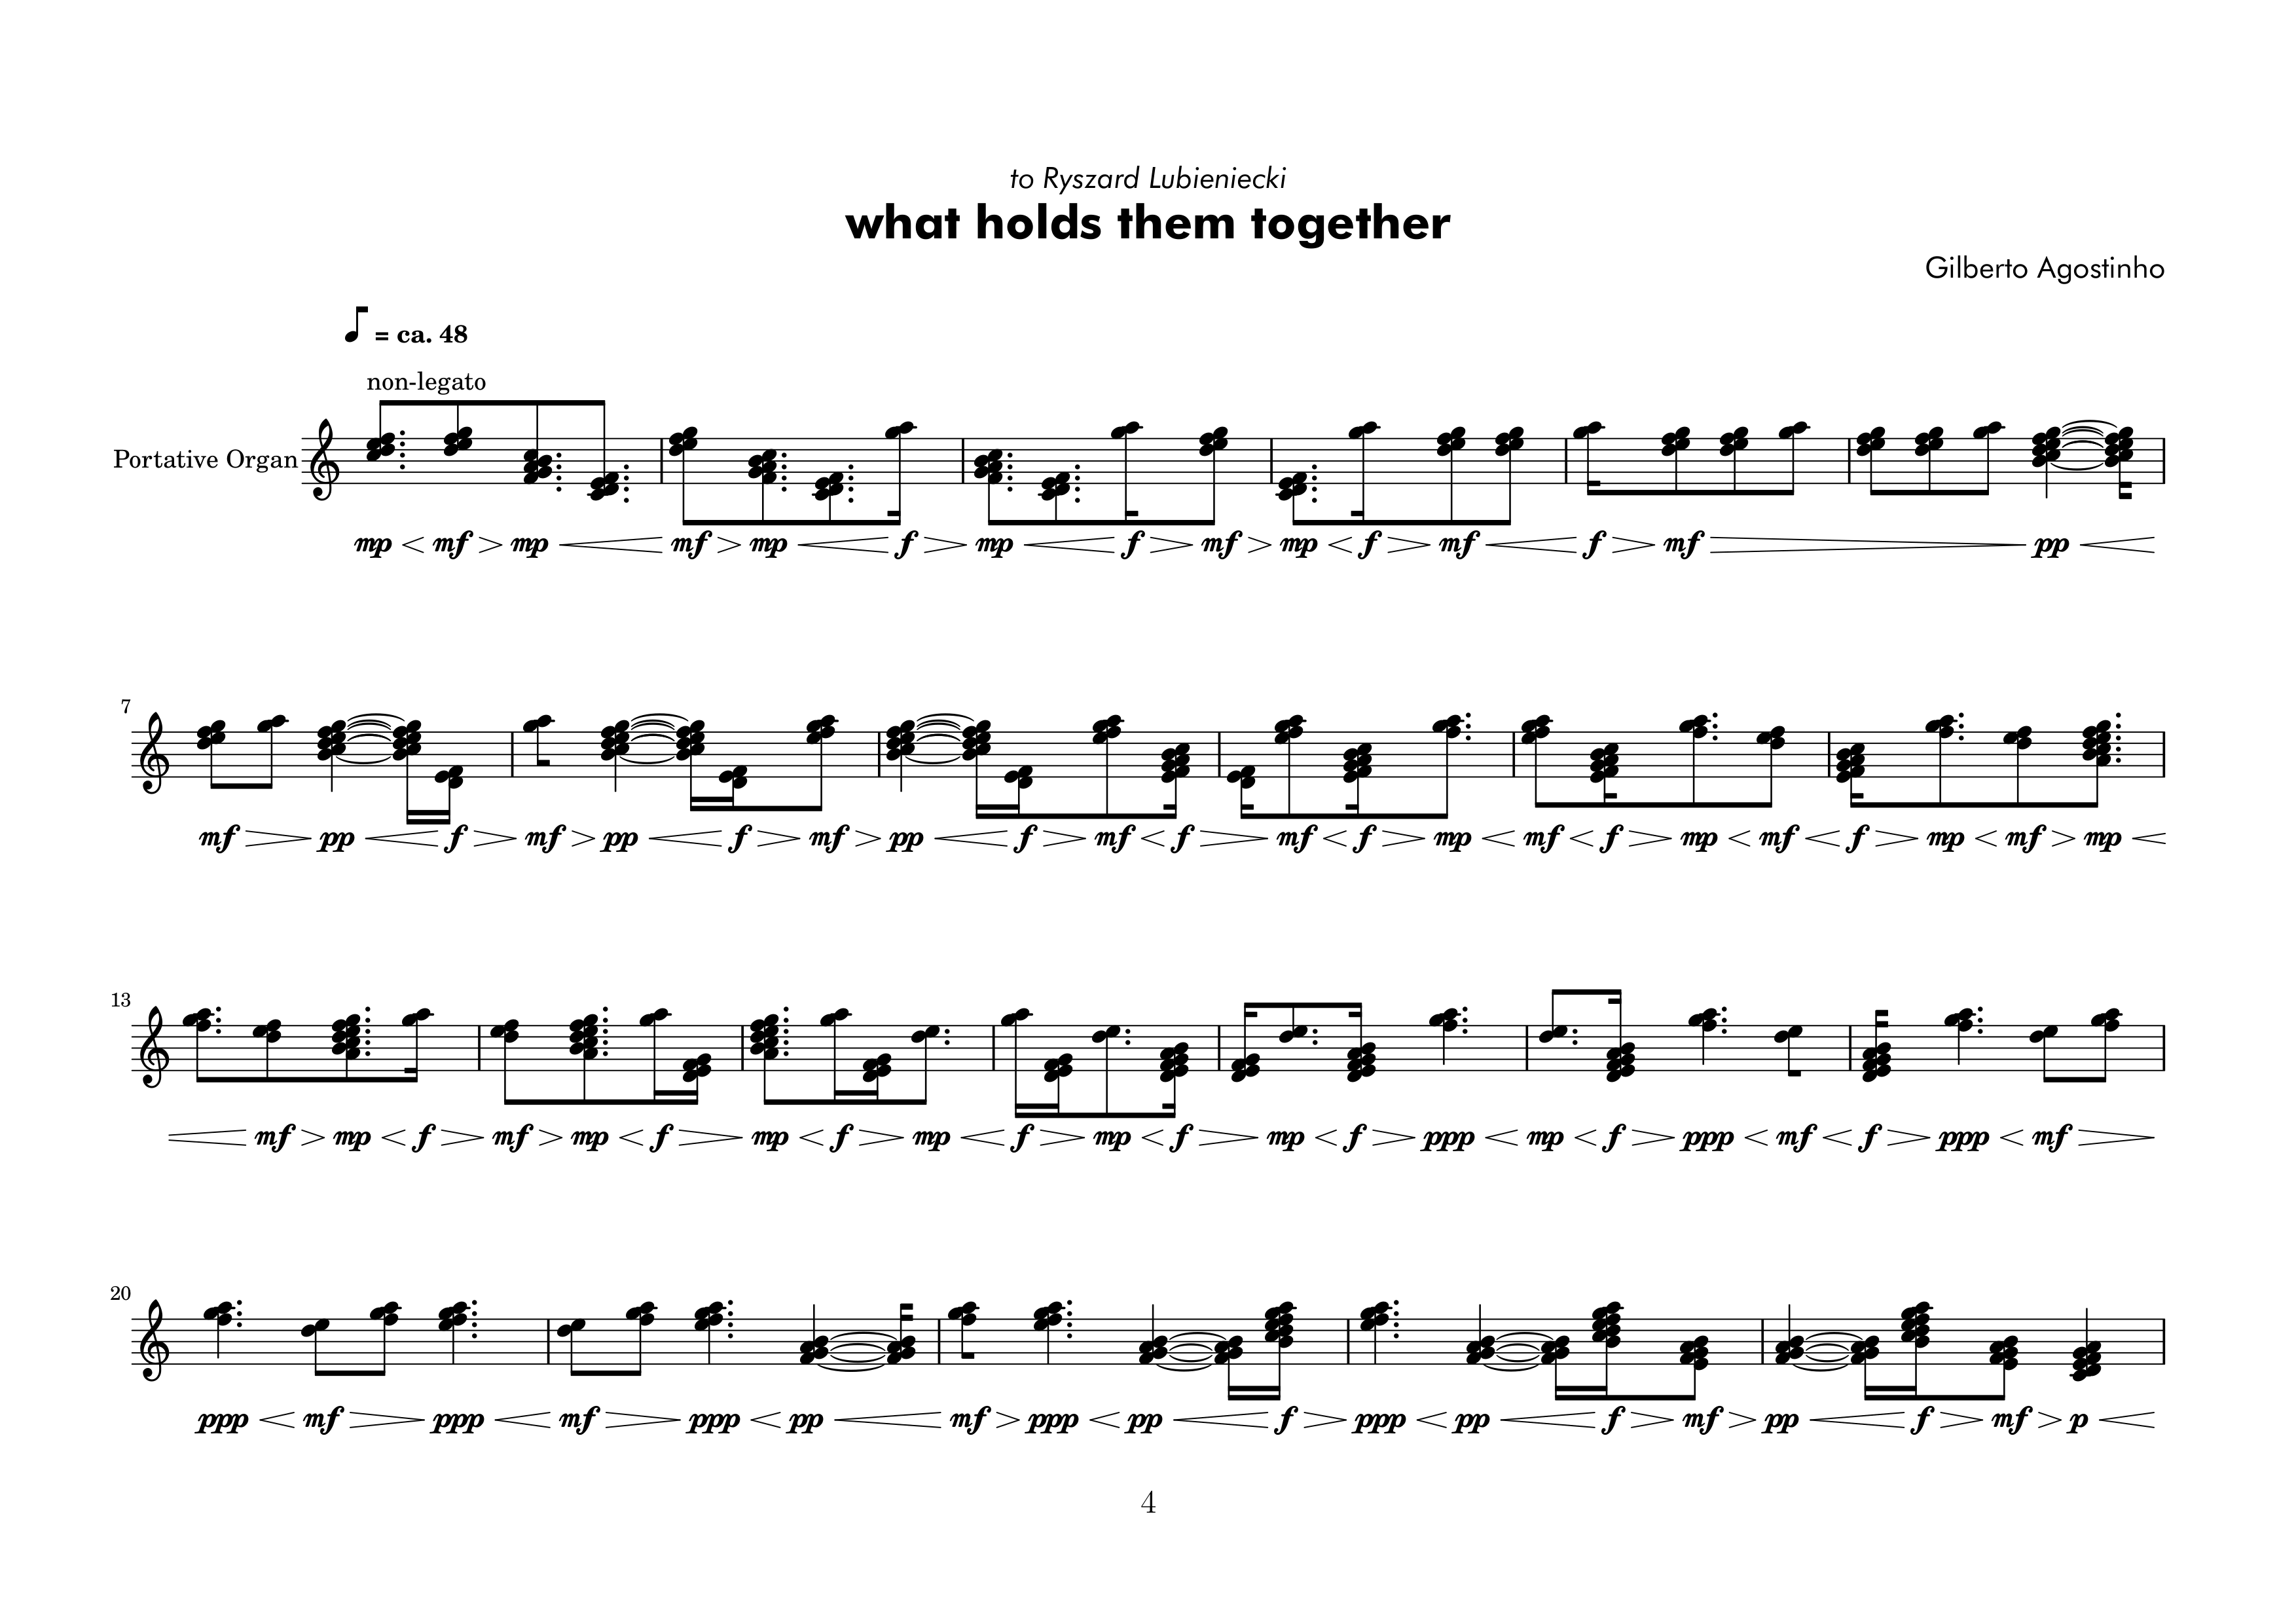 to Ryszard Lubieniecki
what holds them together
Gilberto Agostinho
= ca. 48
non-legato
Portative Organ
mp mf mp mf mp f mp f mf mp f mf f mf pp
7
mf pp f mf pp f mf pp f mf f mf f mp mf f mp mf f mp mf mp
13
mf mp f mf mp f mp f mp f mp f mp f ppp mp f ppp mf f ppp mf
20
ppp mf ppp mf ppp pp mf ppp pp f ppp pp f mf pp f mf p
4